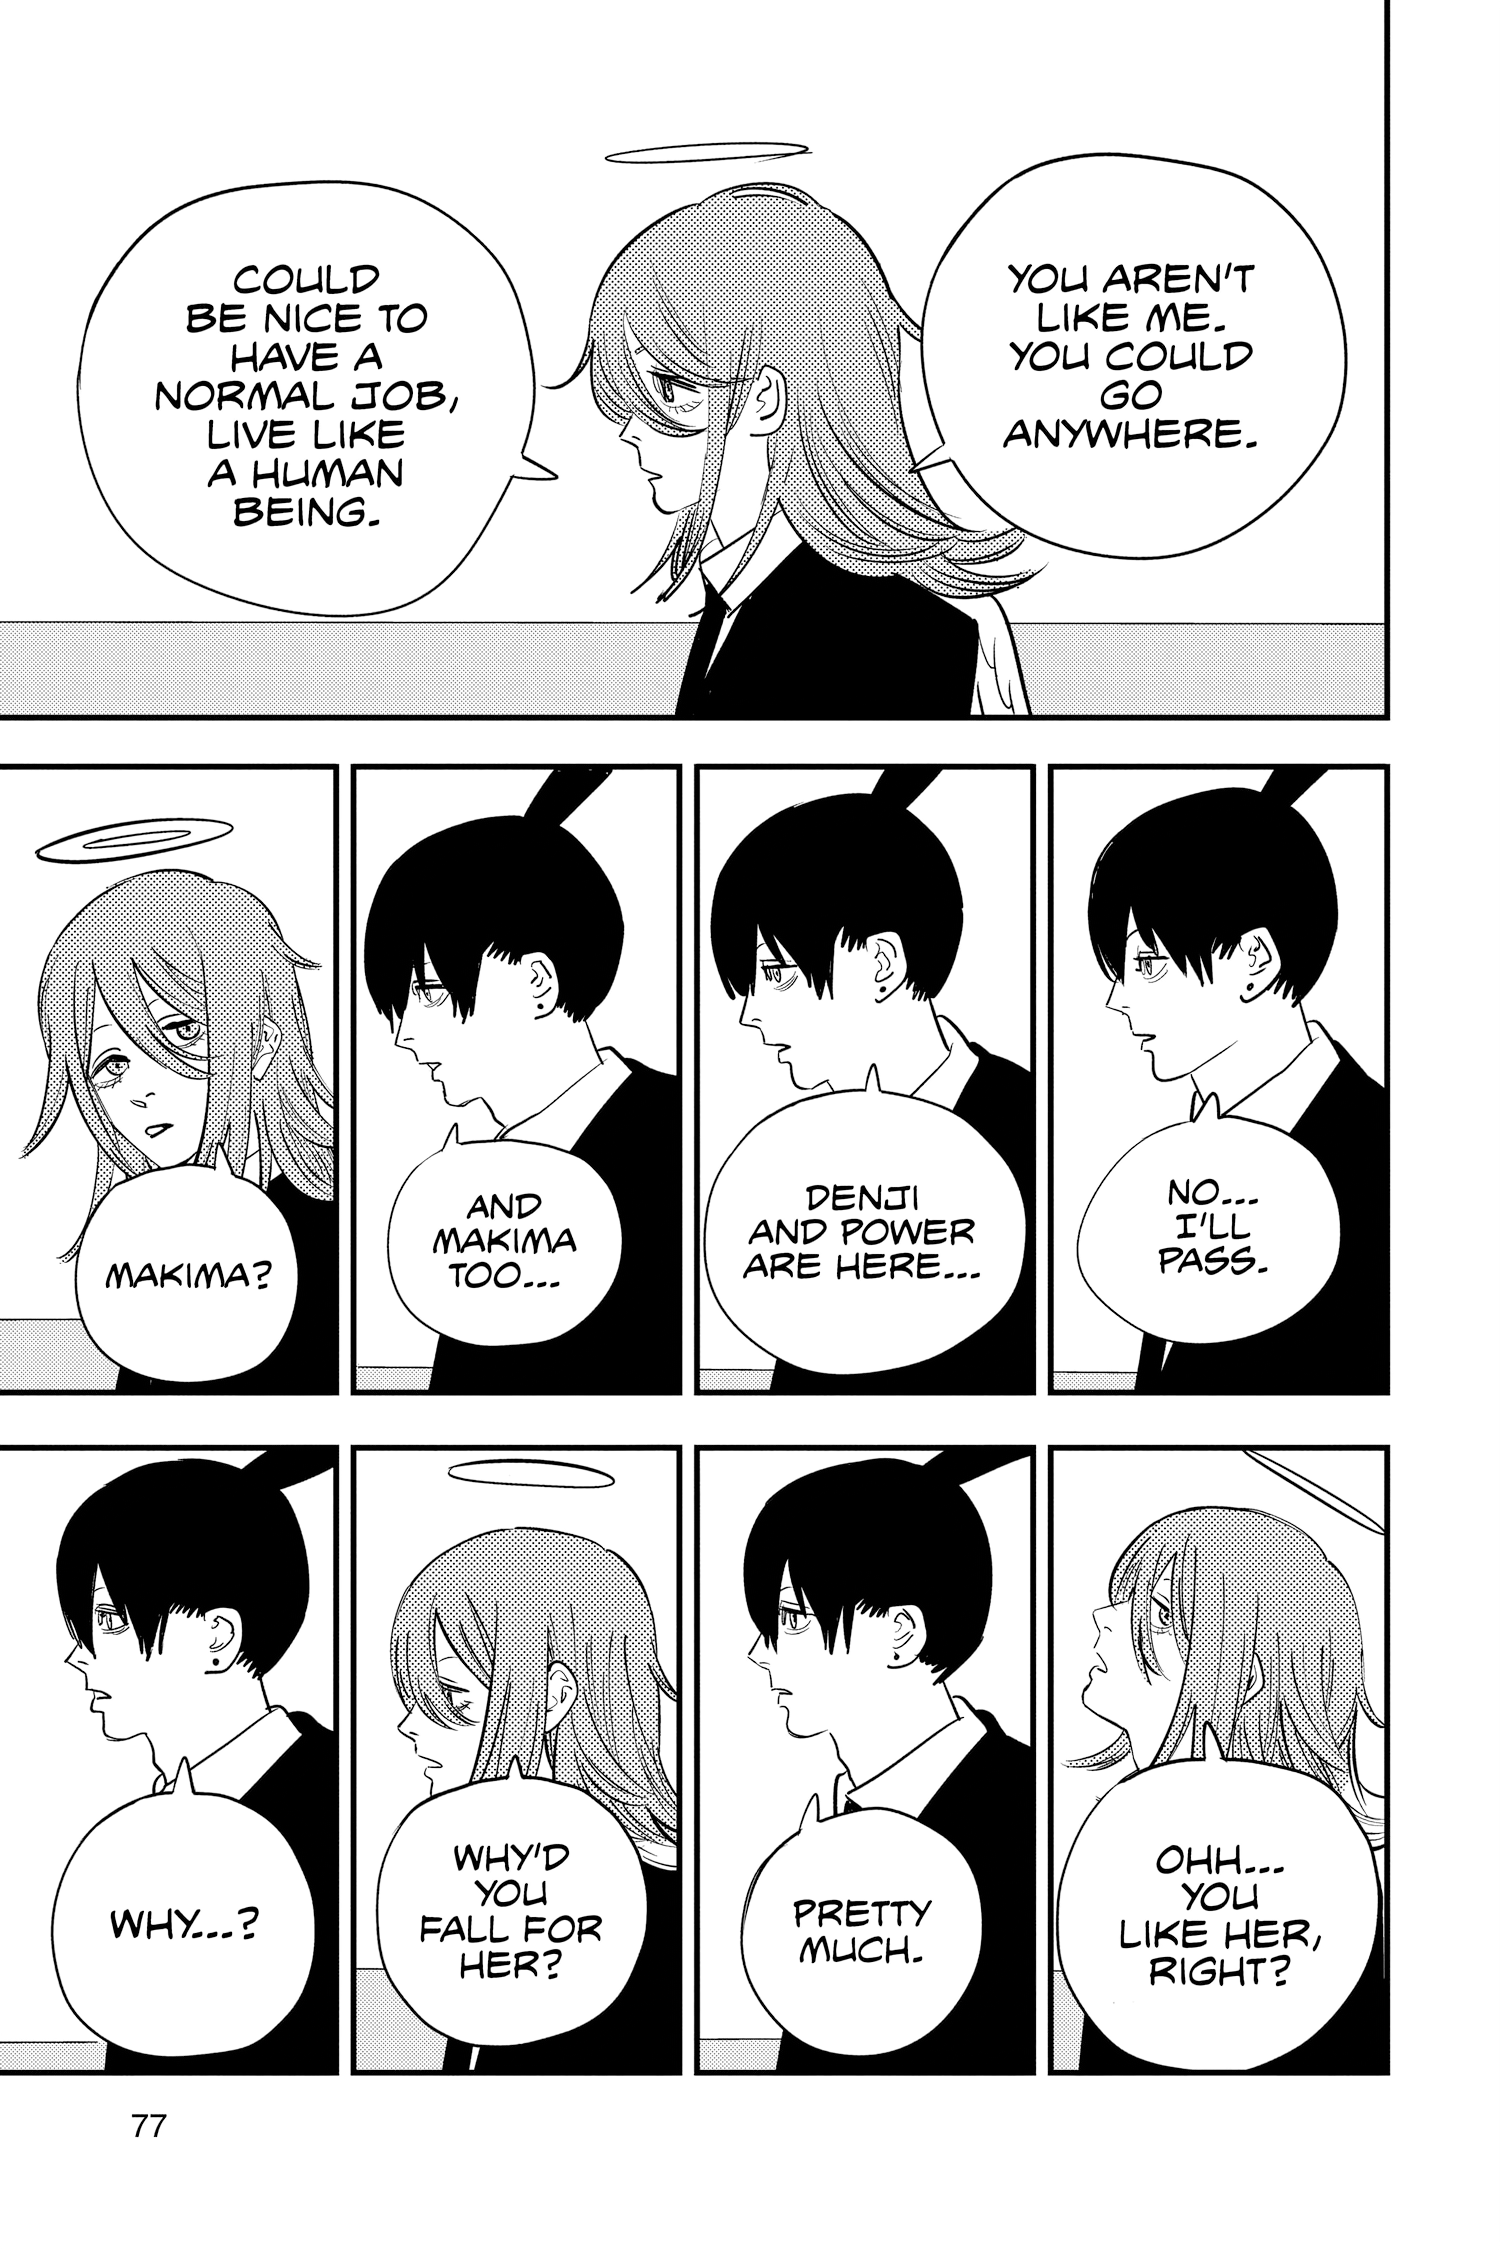 YOU AREN'T
LIKE ME.
YOU COULD
GO
ANYWHERE.
COULD
BE NICE TO
HAVE A
NORMAL JOB,
LIVE LIKE
A HUMAN
BEING.
NO...
I'LL
PASS.
DENJI
AND POWER
ARE HERE...
AND
MAKIMA
TOO...
MAKIMA?
OHH...
YOU
LIKE HER,
RIGHT?
PRETTY
MUCH.
WHY'D
YOU
FALL FOR
HER?
WHY...?
77